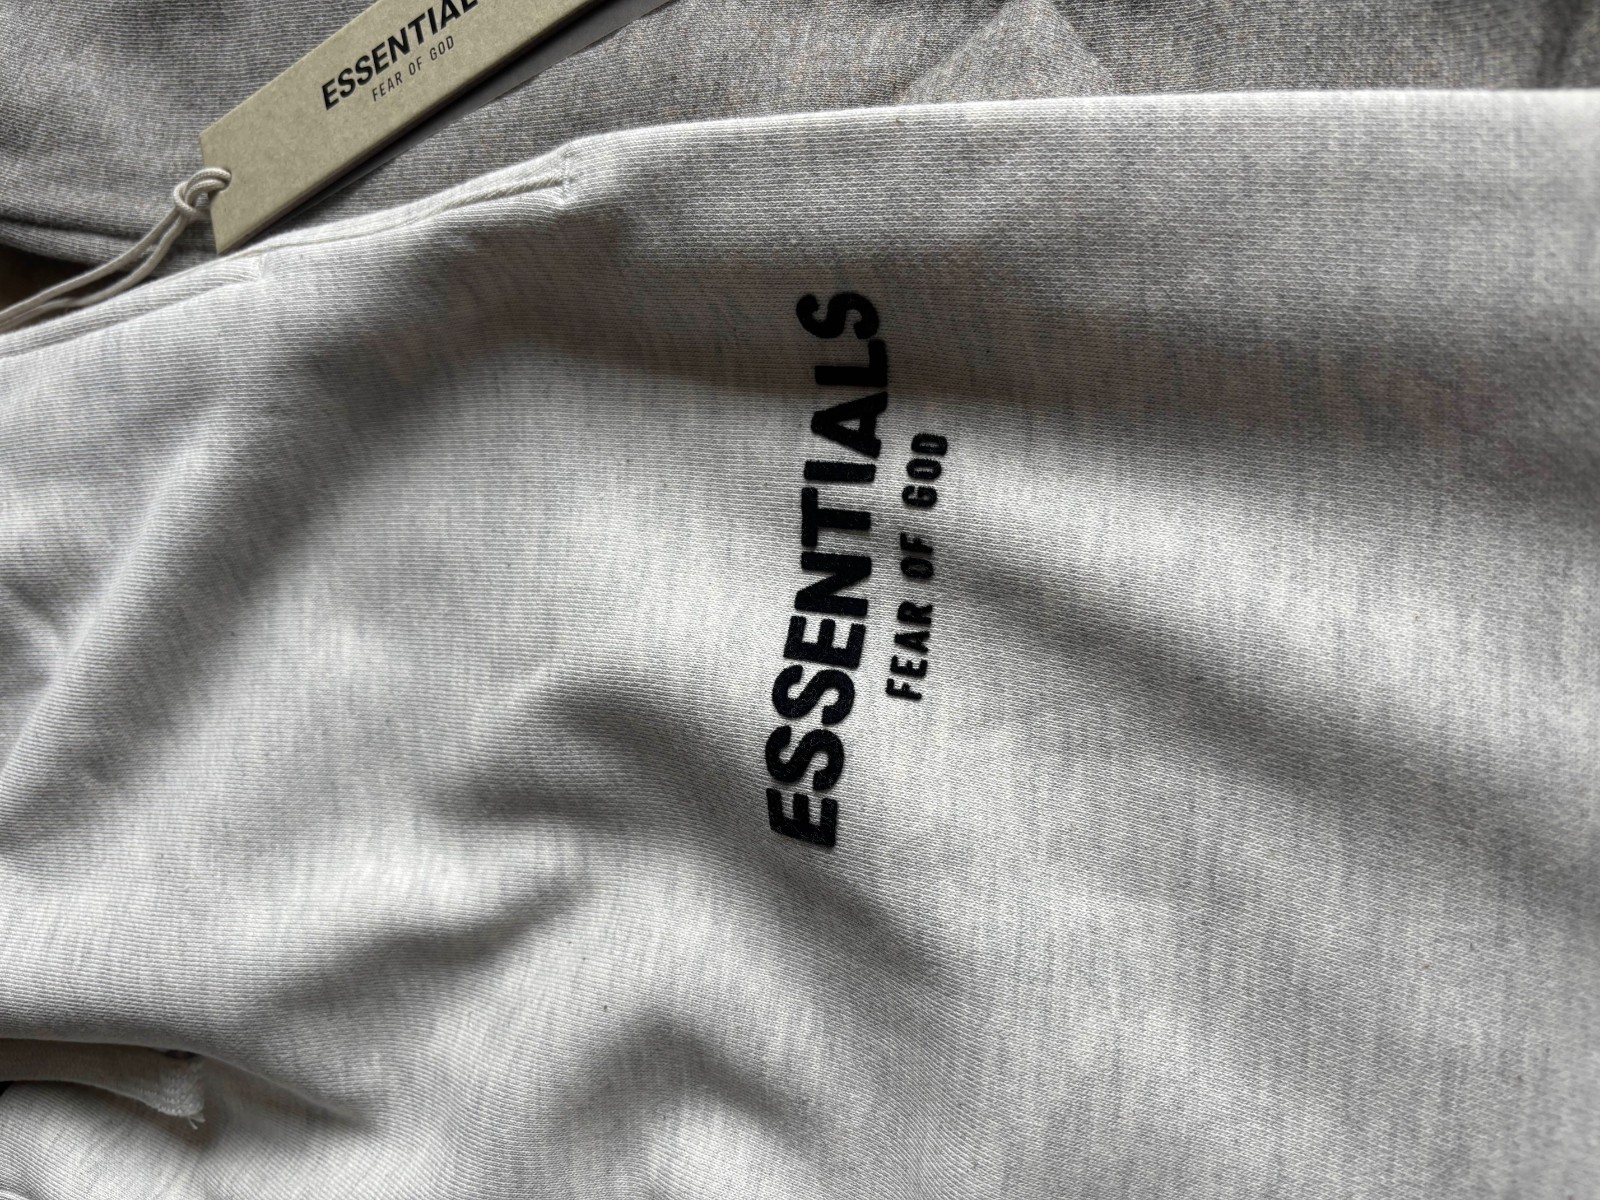 ESSENTIAL
FEAR OF GOD
ESSENTIALS
FEAR OF GOD